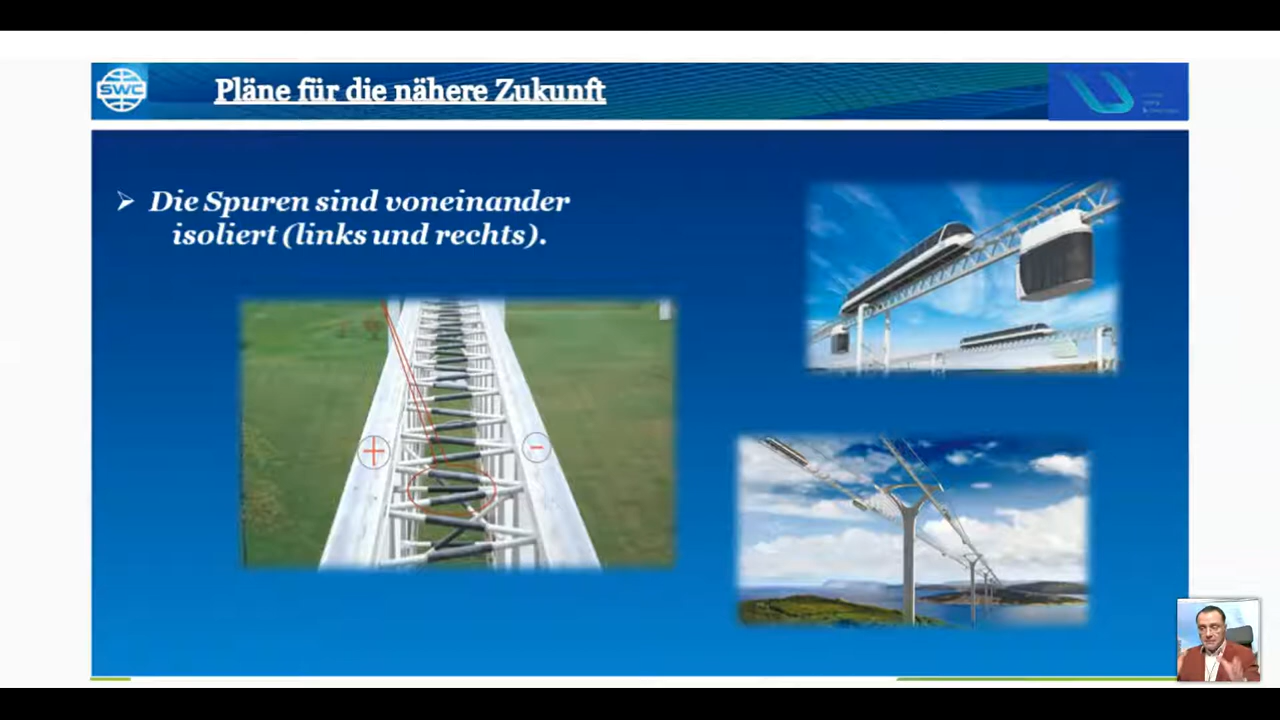 SWC
Pläne für die nähere Zukunft
Die Spuren sind voneinander
isoliert (links und rechts).
+
-